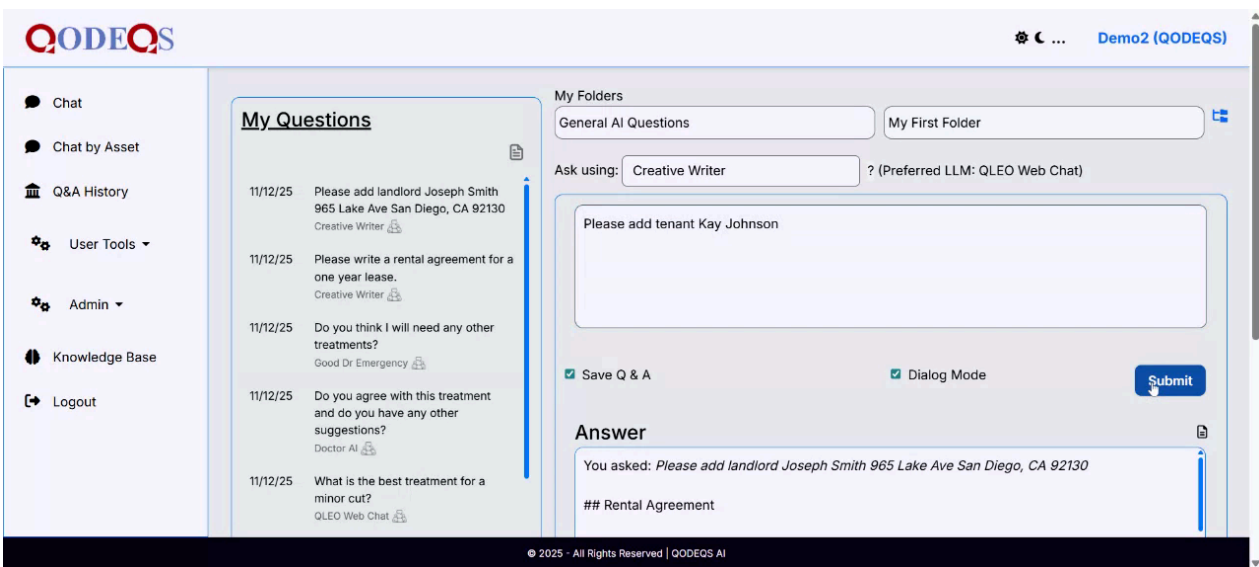 QODEQS
Demo2 (QODEQS)
Chat
Chat by Asset
Q&A History
User Tools
Admin
Knowledge Base
Logout
My Questions
11/12/25
Please add landlord Joseph Smith
965 Lake Ave San Diego, CA 92130
Creative Writer
11/12/25
Please write a rental agreement for a
one year lease.
Creative Writer
11/12/25
Do you think I will need any other
treatments?
Good Dr Emergency
11/12/25
Do you agree with this treatment
and do you have any other
suggestions?
Doctor AI
11/12/25
What is the best treatment for a
minor cut?
QLEO Web Chat
My Folders
General AI Questions
My First Folder
Ask using:
Creative Writer
? (Preferred LLM: QLEO Web Chat)
Please add tenant Kay Johnson
Save Q & A
Dialog Mode
Submit
Answer
You asked: Please add landlord Joseph Smith 965 Lake Ave San Diego, CA 92130
## Rental Agreement
© 2025 - All Rights Reserved | QODEQS AI